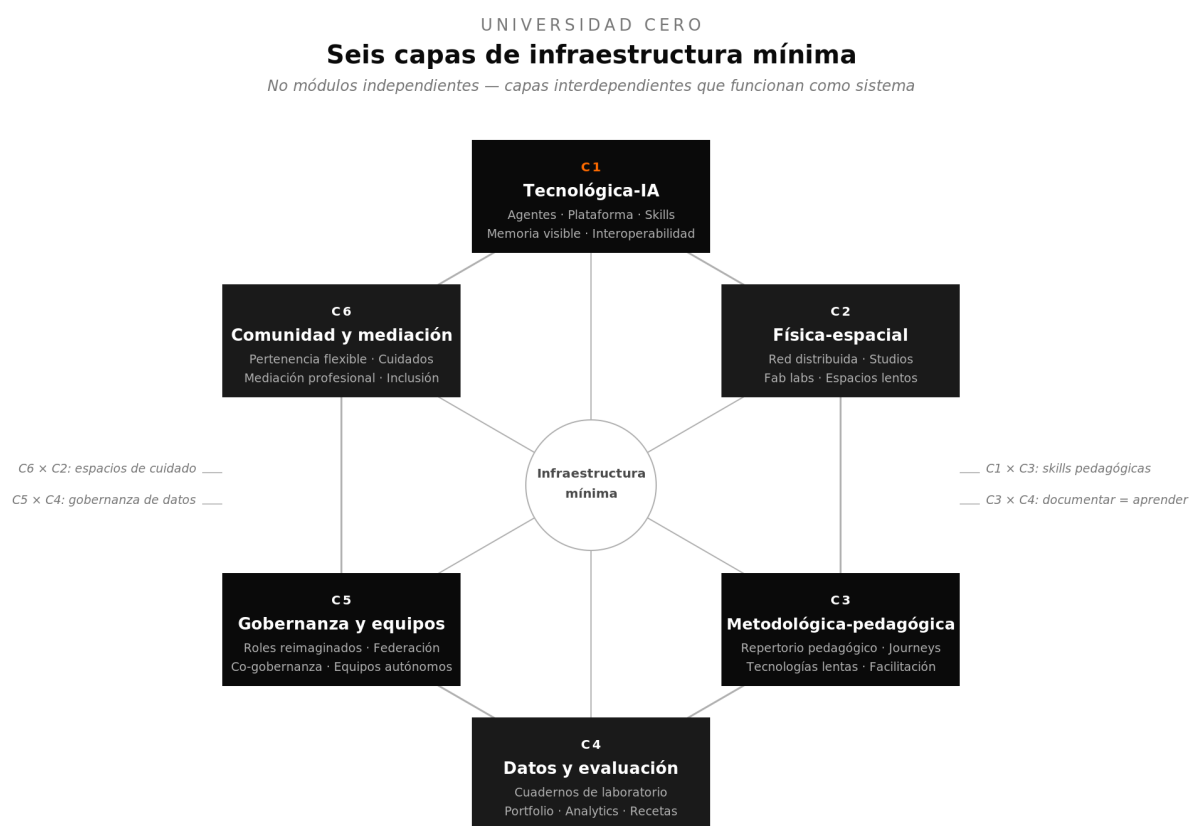 UNIVERSIDAD CERO
Seis capas de infraestructura mínima
No módulos independientes — capas interdependientes que funcionan como sistema
C1
Tecnológica-IA
Agentes · Plataforma · Skills
Memoria visible · Interoperabilidad
C6
Comunidad y mediación
Pertenencia flexible · Cuidados
Mediación profesional · Inclusión
C2
Física-espacial
Red distribuida · Studios
Fab labs · Espacios lentos
C6 × C2: espacios de cuidado
C5 × C4: gobernanza de datos
Infraestructura
mínima
C1 × C3: skills pedagógicas
C3 × C4: documentar = aprender
C5
Gobernanza y equipos
Roles reimaginados · Federación
Co-gobernanza · Equipos autónomos
C3
Metodológica-pedagógica
Repertorio pedagógico · Journeys
Tecnologías lentas · Facilitación
C4
Datos y evaluación
Cuadernos de laboratorio
Portfolio · Analytics · Recetas